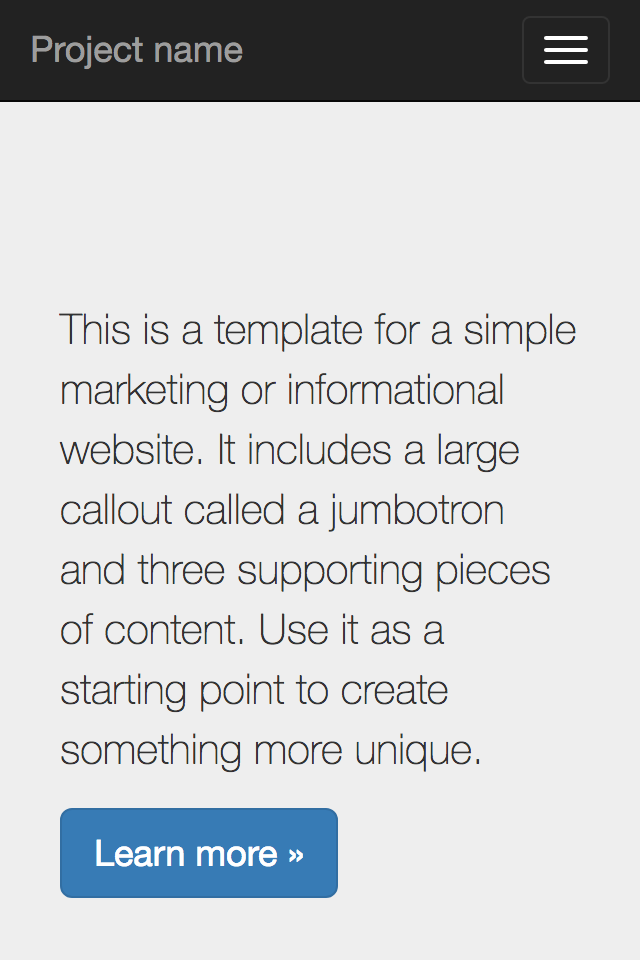 Project name
This is a template for a simple
marketing or informational
website. It includes a large
callout called a jumbotron
and three supporting pieces
of content. Use it as a
starting point to create
something more unique.
Learn more »